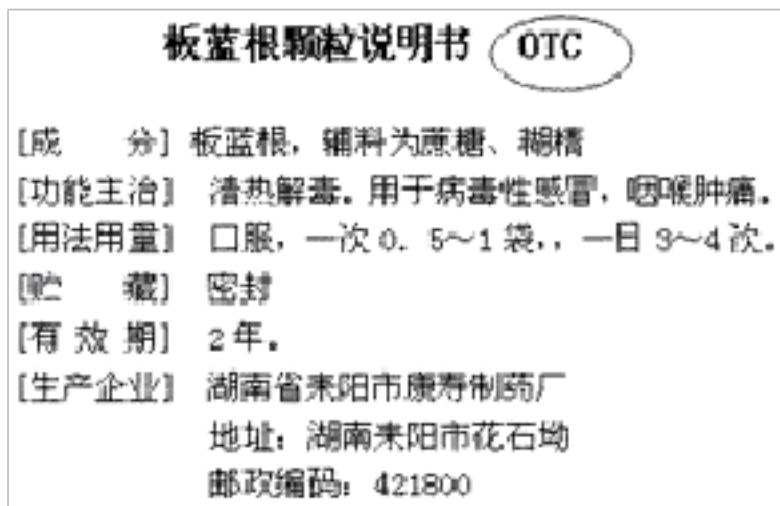 板蓝根颗粒说明书 OTC
[成 分] 板蓝根，辅料为蔗糖、糊精
[功能主治] 清热解毒。用于病毒性感冒，咽喉肿痛。
[用法用量] 口服，一次0．5～1袋，，一日3～4次。
[贮 藏] 密封
[有 效 期] 2年。
[生产企业] 湖南省耒阳市康寿制药厂
地址：湖南耒阳市花石坳
邮政编码：421800